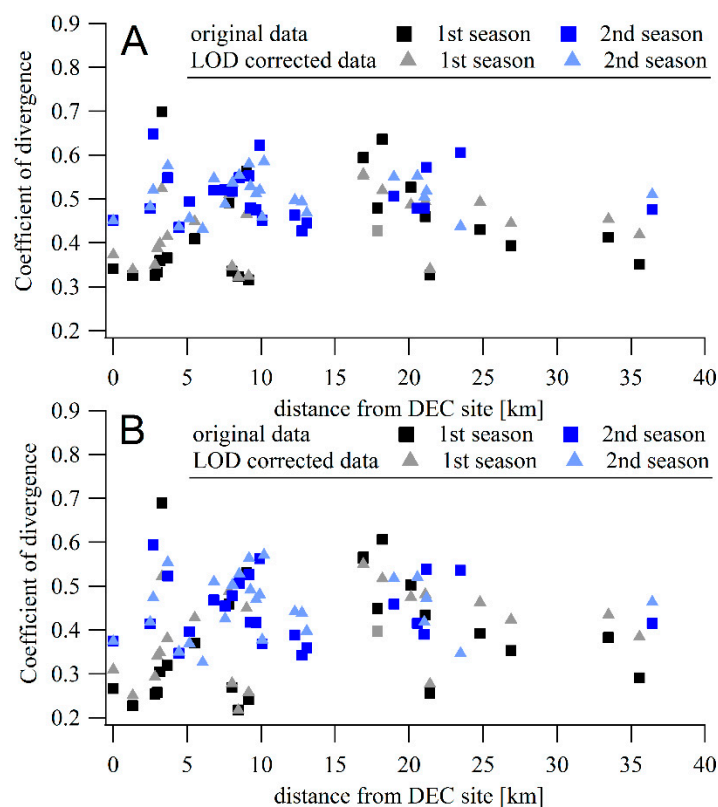 A
original data 1st season 2nd season
LOD corrected data 1st season 2nd season
Coefficient of divergence
0.9
0.8
0.7
0.6
0.5
0.4
0.3
0.2
0 5 10 15 20 25 30 35 40
distance from DEC site [km]
B
original data 1st season 2nd season
LOD corrected data 1st season 2nd season
Coefficient of divergence
0.9
0.8
0.7
0.6
0.5
0.4
0.3
0.2
0 5 10 15 20 25 30 35 40
distance from DEC site [km]